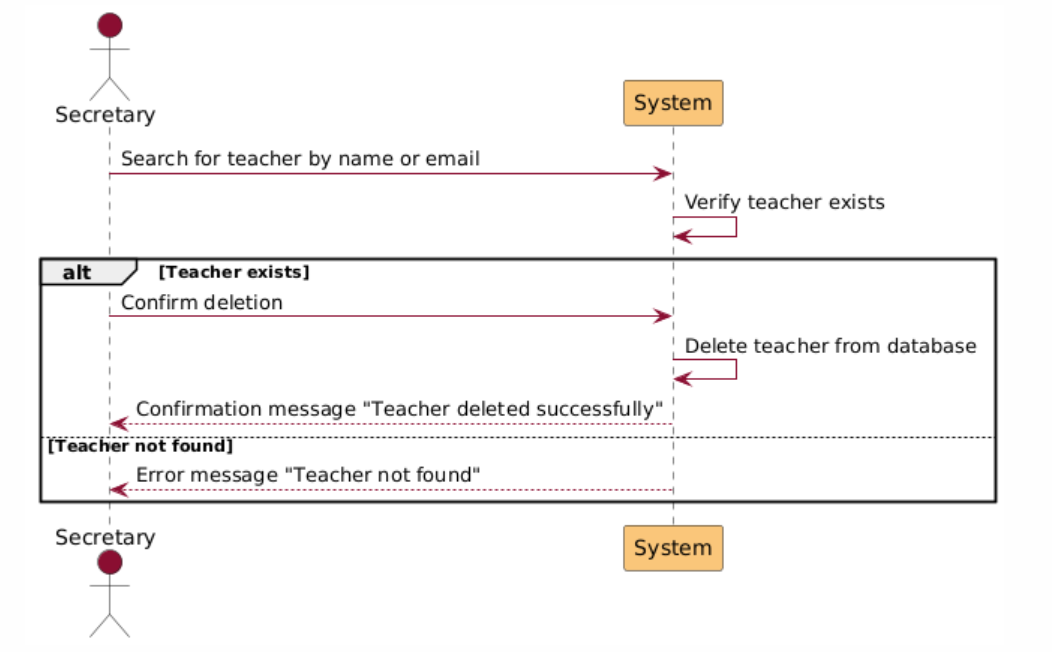 Secretary
System
Search for teacher by name or email
Verify teacher exists
alt [Teacher exists]
Confirm deletion
Delete teacher from database
Confirmation message "Teacher deleted successfully"
[Teacher not found]
Error message "Teacher not found"
Secretary
System